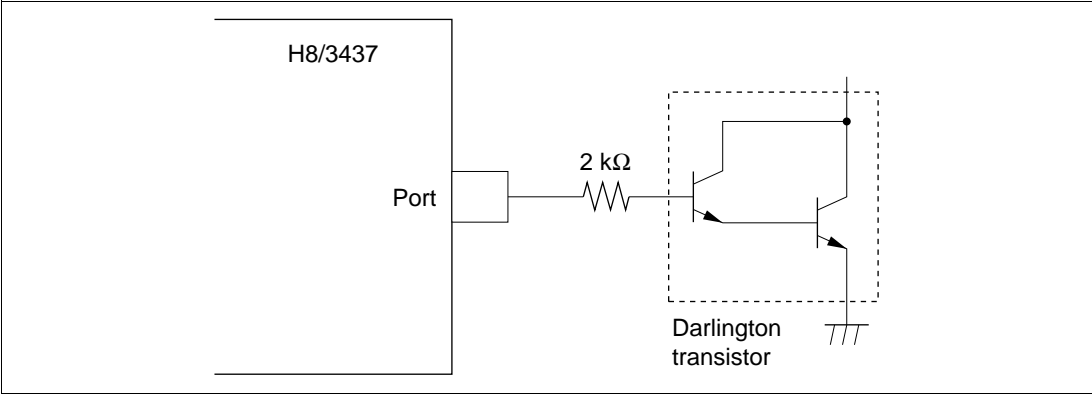 H8/3437
2 kΩ
Port
Darlington
transistor